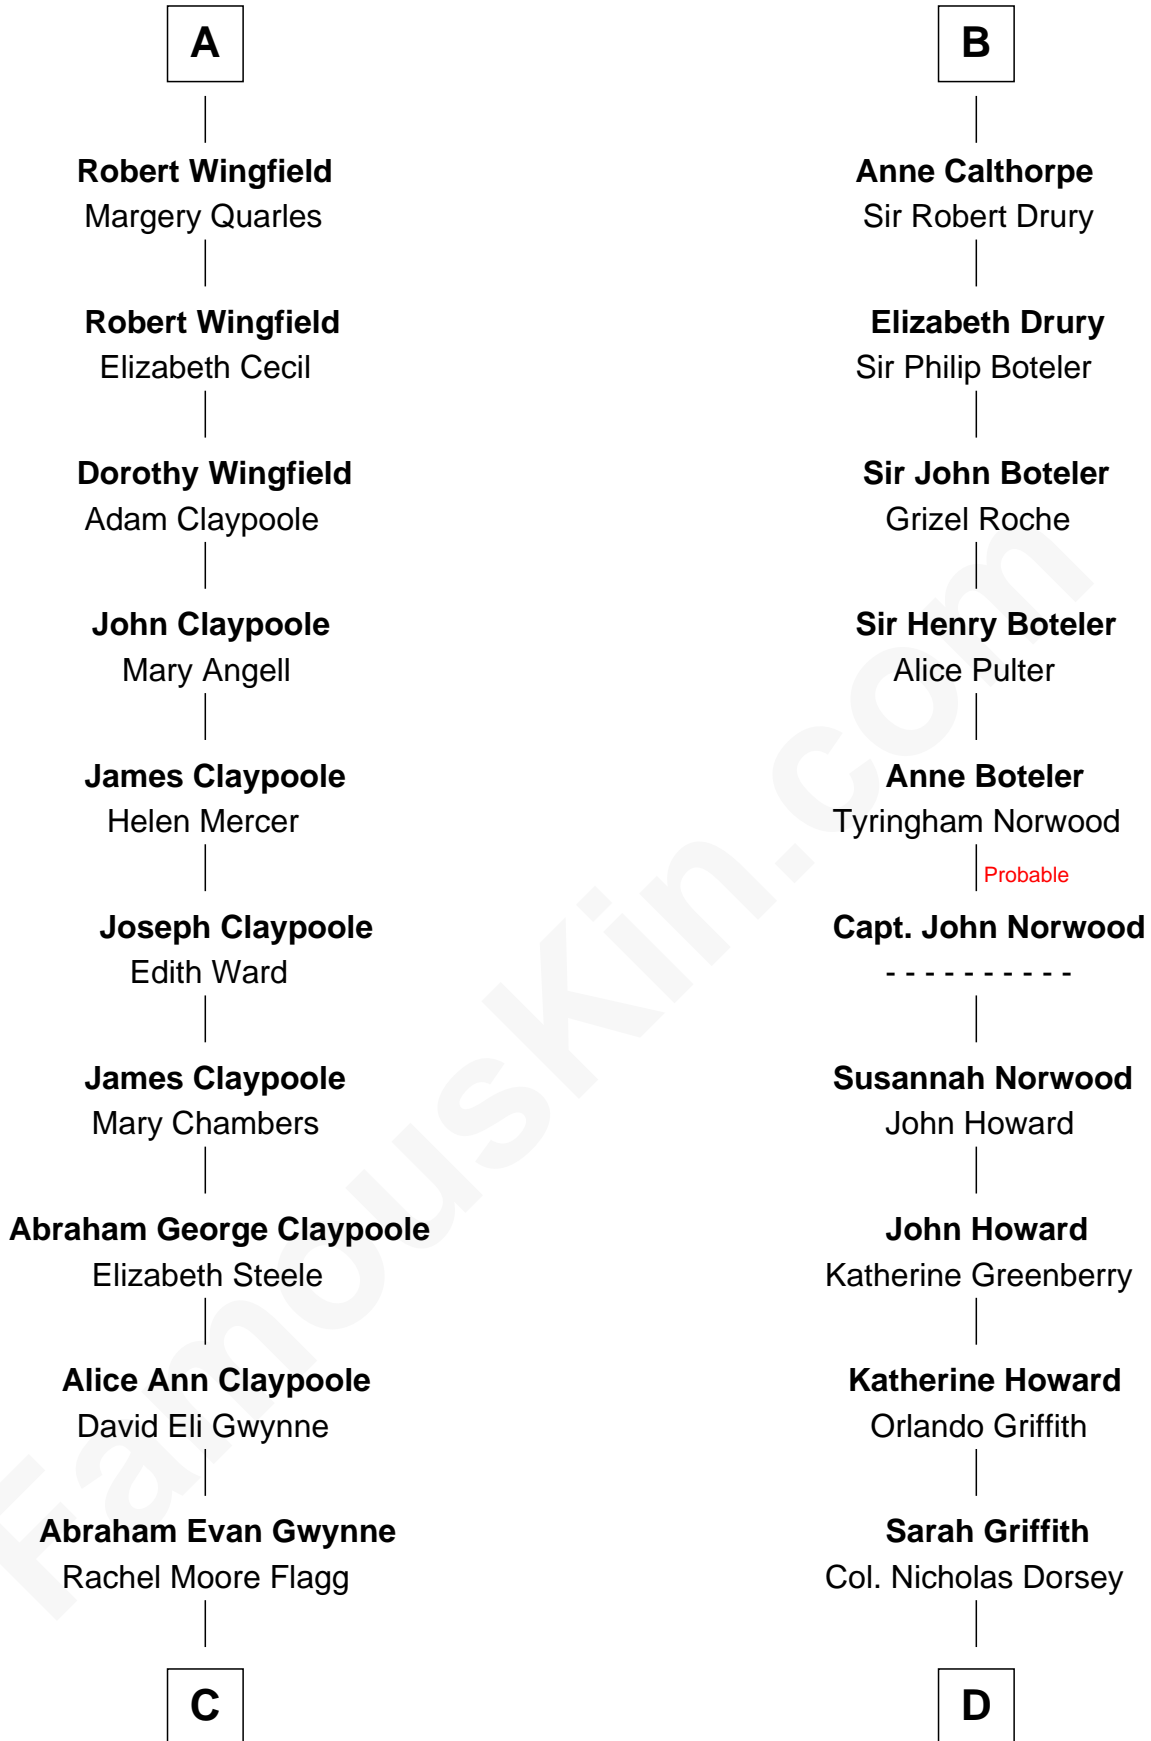 A
Robert Wingfield
Margery Quarles
Robert Wingfield
Elizabeth Cecil
Dorothy Wingfield
Adam Claypoole
John Claypoole
Mary Angell
James Claypoole
Helen Mercer
Joseph Claypoole
Edith Ward
James Claypoole
Mary Chambers
Abraham George Claypoole
Elizabeth Steele
Alice Ann Claypoole
David Eli Gwynne
Abraham Evan Gwynne
Rachel Moore Flagg
C
B
Anne Calthorpe
Sir Robert Drury
Elizabeth Drury
Sir Philip Boteler
Sir John Boteler
Grizel Roche
Sir Henry Boteler
Alice Pulter
Anne Boteler
Tyringham Norwood
Probable
Capt. John Norwood
- - - - - - - - - -
Susannah Norwood
John Howard
John Howard
Katherine Greenberry
Katherine Howard
Orlando Griffith
Sarah Griffith
Col. Nicholas Dorsey
D
FamousKin.com